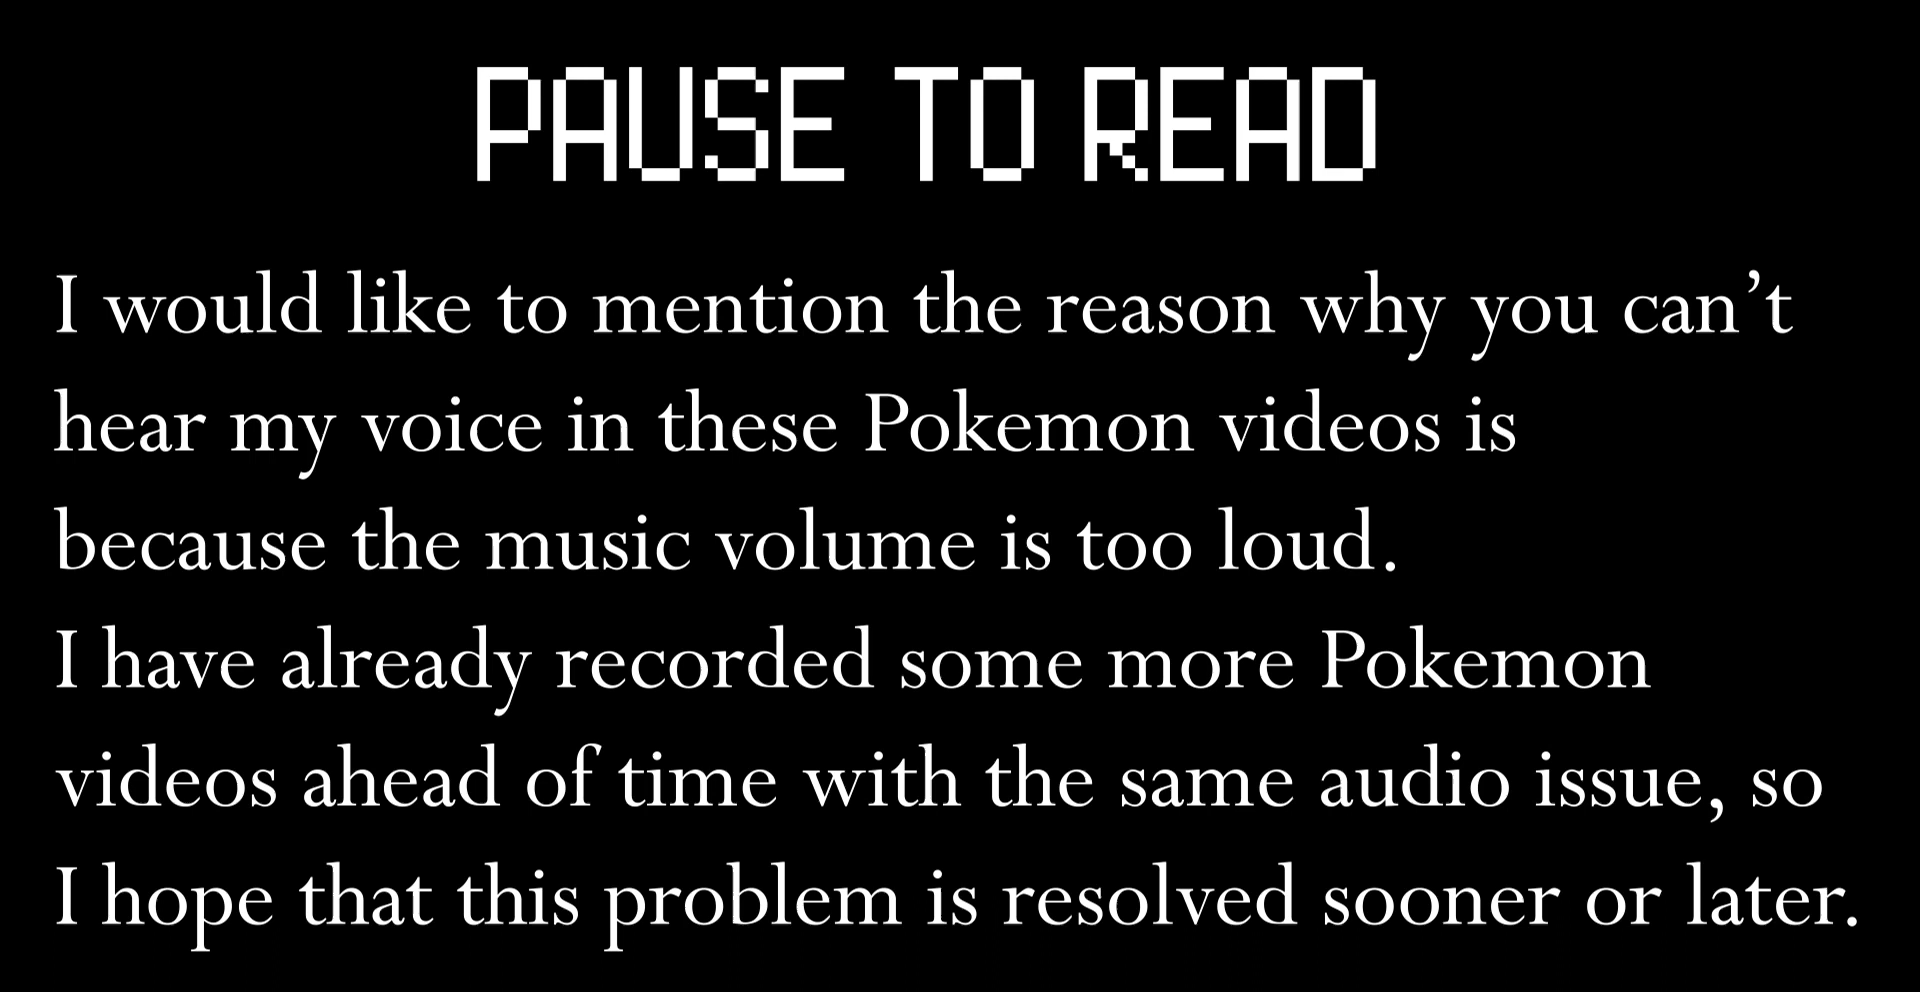 PAUSE TO READ
I would like to mention the reason why you can’t
hear my voice in these Pokemon videos is
because the music volume is too loud.
I have already recorded some more Pokemon
videos ahead of time with the same audio issue, so
I hope that this problem is resolved sooner or later.